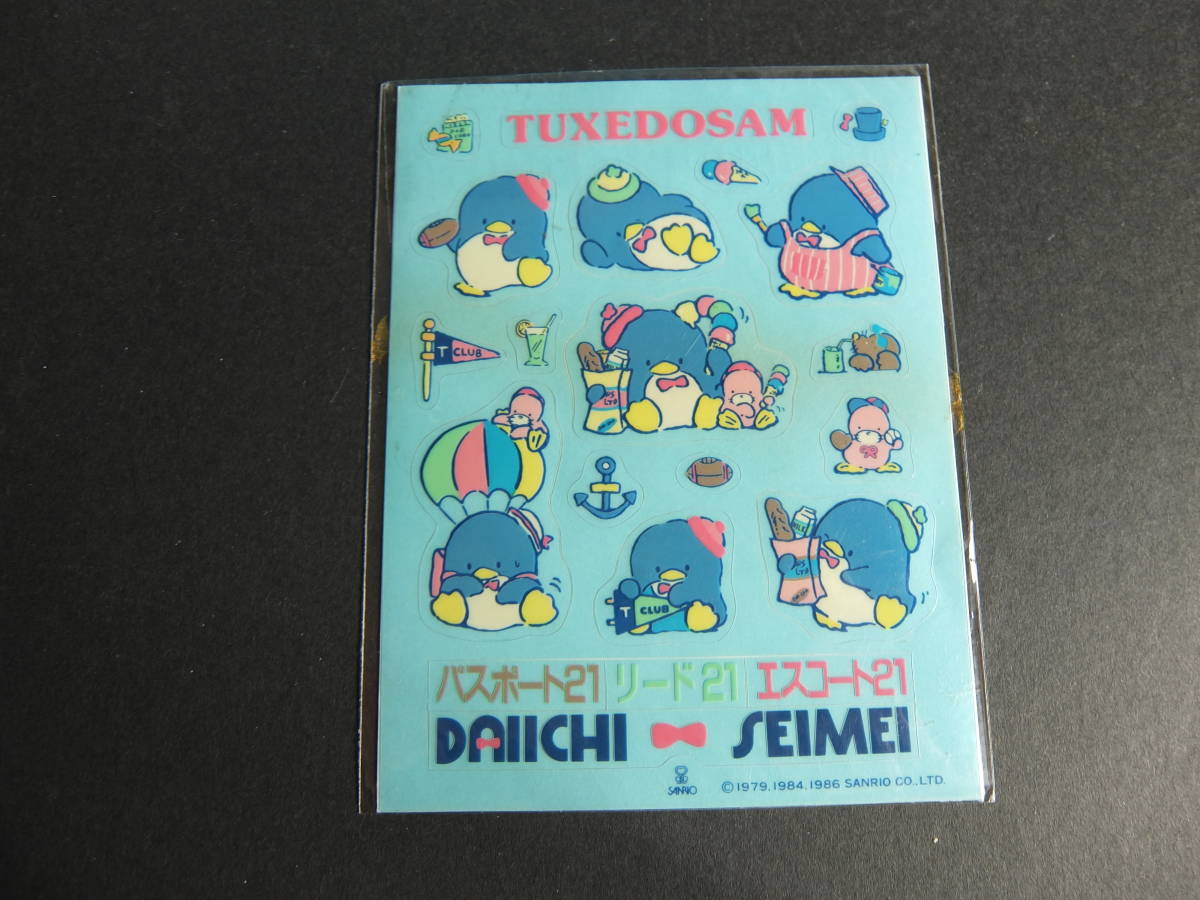 TUXEDOSAM
T CLUB
T CLUB
MILK
パスポート21 リード21 エスコート21
DAIICHI SEIMEI
SANRIO
©1979,1984,1986 SANRIO CO.,LTD.